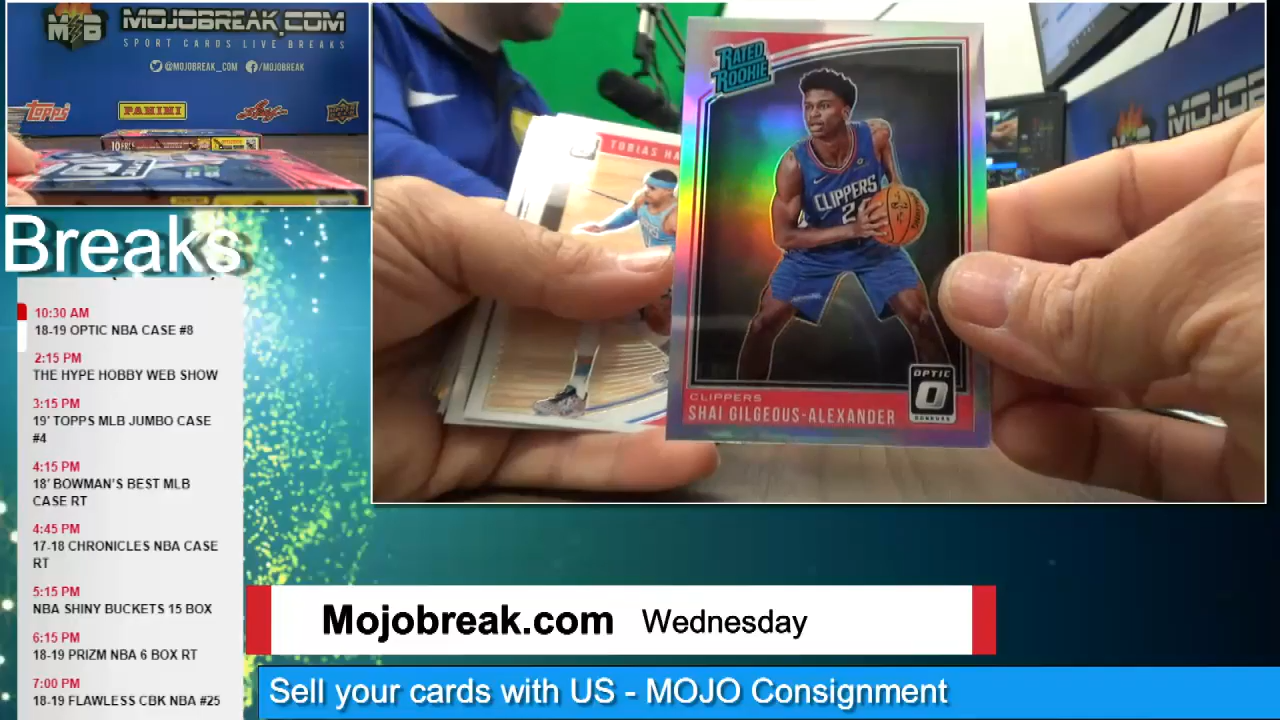 MB MOJOBREAK.COM
SPORT CARDS LIVE BREAKS
@MOJOBREAK_COM /MOJOBREAK
Topps PANINI Leaf
Breaks
10:30 AM
18-19 OPTIC NBA CASE #8
2:15 PM
THE HYPE HOBBY WEB SHOW
3:15 PM
19' TOPPS MLB JUMBO CASE
#4
4:15 PM
18' BOWMAN'S BEST MLB
CASE RT
4:45 PM
17-18 CHRONICLES NBA CASE
RT
5:15 PM
NBA SHINY BUCKETS 15 BOX
6:15 PM
18-19 PRIZM NBA 6 BOX RT
7:00 PM
18-19 FLAWLESS CBK NBA #25
TOBIAS
RATED
ROOKIE
CLIPPERS
OPTIC
DONRUSS
CLIPPERS
SHAI GILGEOUS-ALEXANDER
Mojobreak.com Wednesday
Sell your cards with US - MOJO Consignment